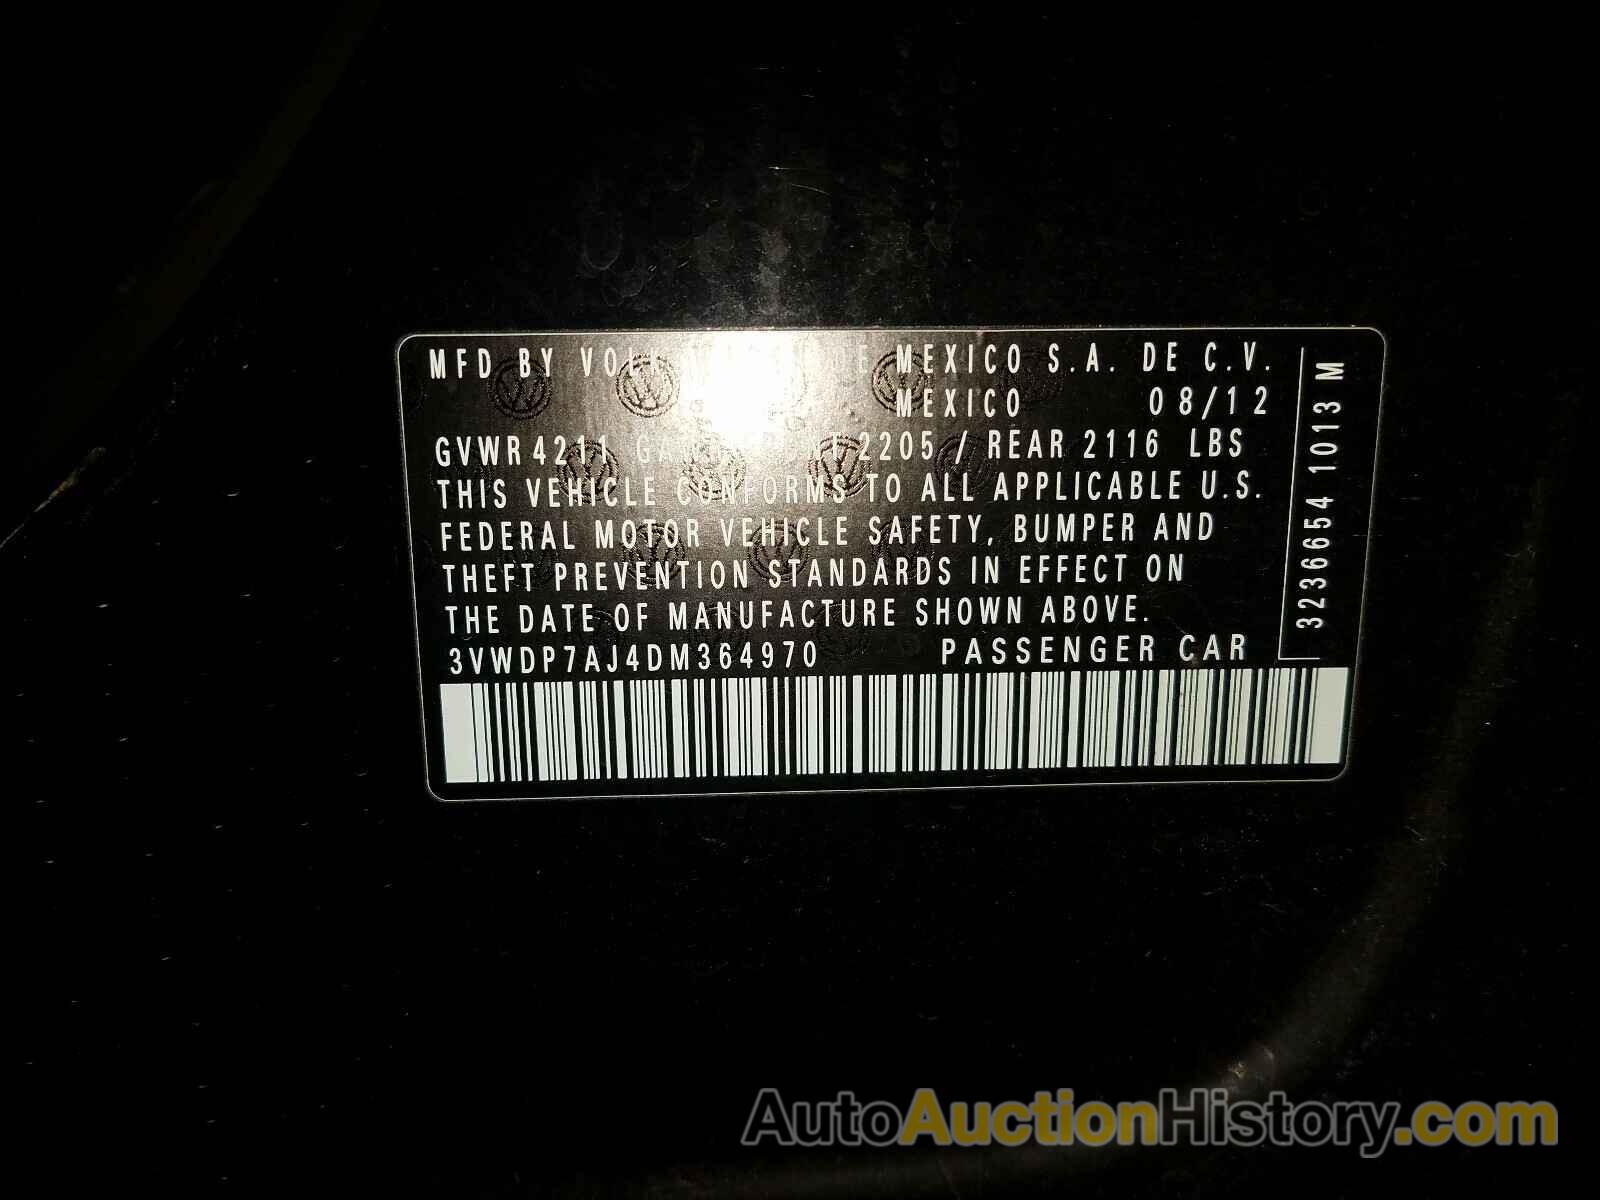 MFD BY DE MEXICO S.A. DE C.V.
MEXICO 08/12
GVWR 4211 2205 / REAR 2116 LBS
THIS VEHICLE CONFORMS TO ALL APPLICABLE U.S.
FEDERAL MOTOR VEHICLE SAFETY, BUMPER AND
THEFT PREVENTION STANDARDS IN EFFECT ON
THE DATE OF MANUFACTURE SHOWN ABOVE.
3VWDP7AJ4DM364970 PASSENGER CAR
3236654 1013 M
AutoAuctionHistory.com